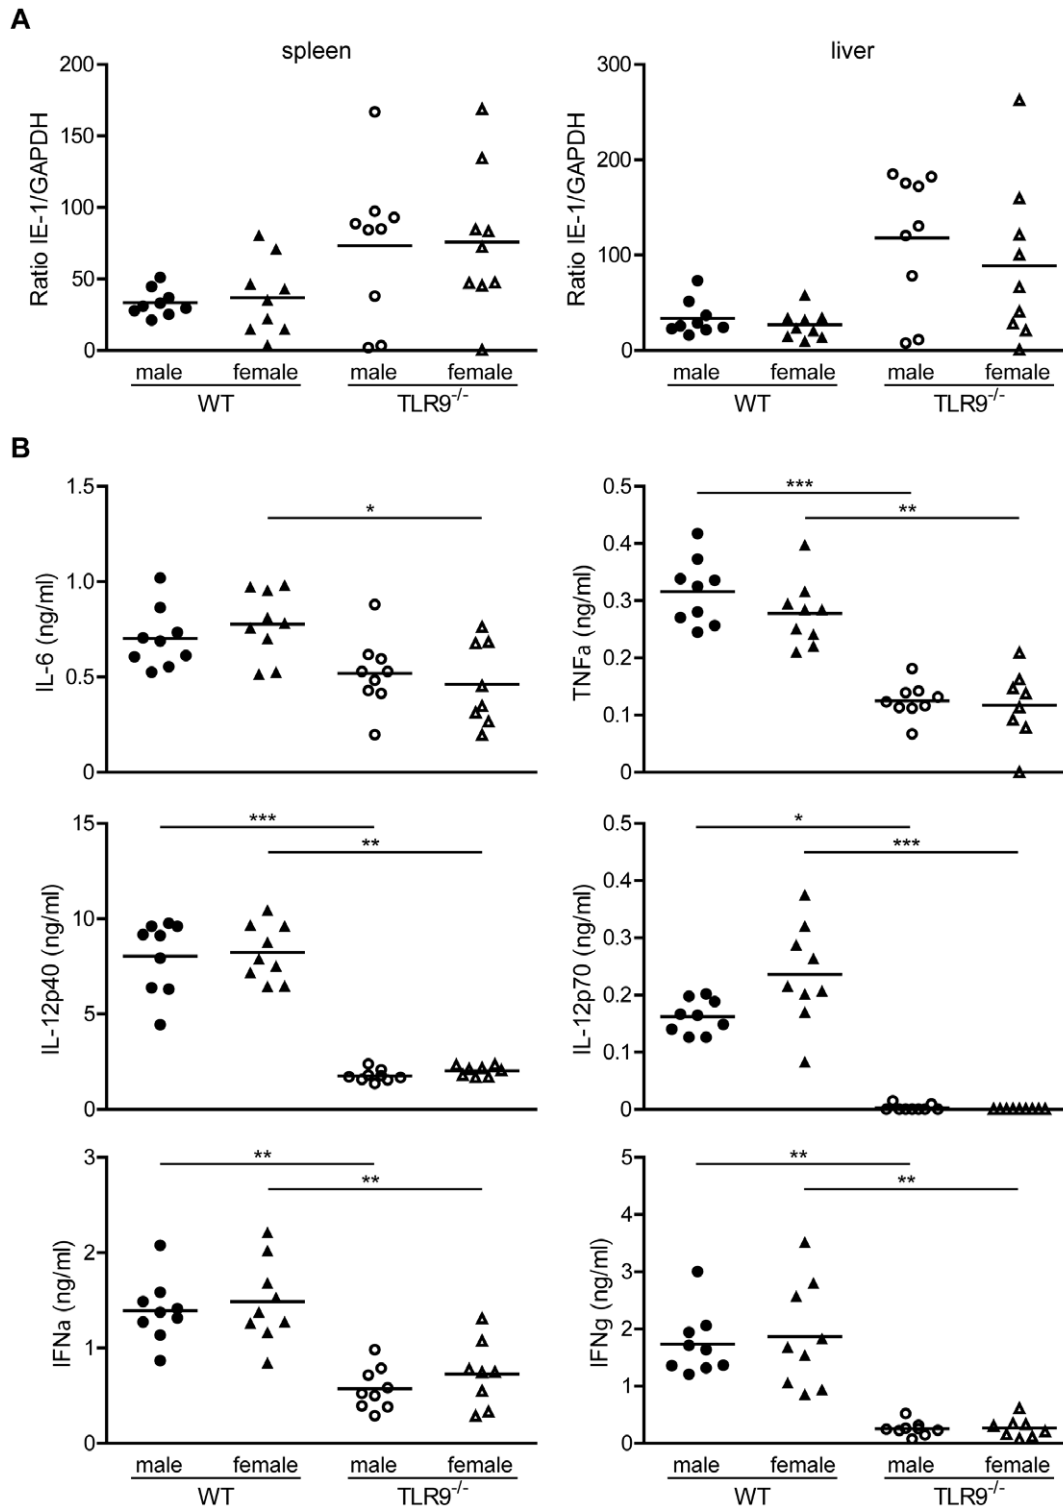 A
spleen
liver
200
150
100
50
0
Ratio IE-1/GAPDH
300
200
100
0
Ratio IE-1/GAPDH
male female male female
WT TLR9-/-
male female male female
WT TLR9-/-
B
1.5
1.0
0.5
0
IL-6 (ng/ml)
*
0.5
0.4
0.3
0.2
0.1
0
TNFa (ng/ml)
***
**
15
10
5
0
IL-12p40 (ng/ml)
***
**
0.5
0.4
0.3
0.2
0.1
0
IL-12p70 (ng/ml)
*
***
3
2
1
0
IFNa (ng/ml)
**
**
5
4
3
2
1
0
IFNg (ng/ml)
**
**
male female male female
WT TLR9-/-
male female male female
WT TLR9-/-